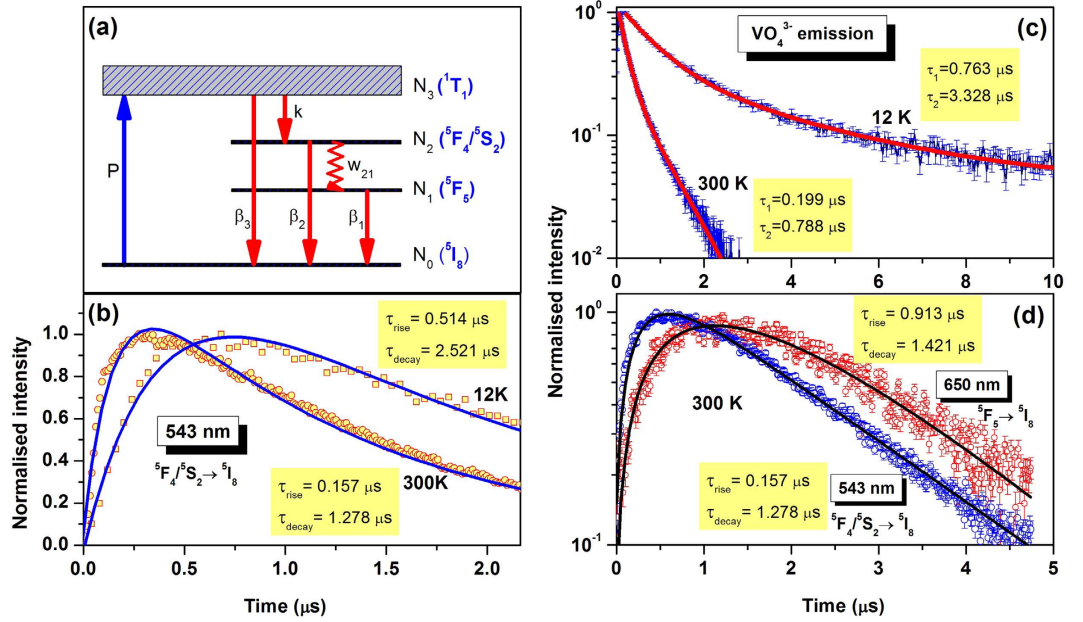 (a)
N₃ (¹T₁)
k
N₂ (⁵F₄/⁵S₂)
P
w₂₁
N₁ (⁵F₅)
β₃
β₂
β₁
N₀ (⁵I₈)
(b)
Normalised intensity
1.0
0.8
0.6
0.4
0.2
0.0
τrise = 0.514 μs
τdecay = 2.521 μs
12K
543 nm
⁵F₄/⁵S₂→⁵I₈
300K
τrise = 0.157 μs
τdecay = 1.278 μs
0.0 0.5 1.0 1.5 2.0
Time (μs)
(c)
Normalised intensity
10⁰
10⁻¹
10⁻²
VO₄³⁻ emission
τ₁=0.763 μs
τ₂=3.328 μs
12 K
300 K
τ₁=0.199 μs
τ₂=0.788 μs
0 2 4 6 8 10
(d)
10⁰
10⁻¹
τrise = 0.913 μs
τdecay = 1.421 μs
650 nm
⁵F₅→⁵I₈
300 K
τrise = 0.157 μs
τdecay = 1.278 μs
543 nm
⁵F₄/⁵S₂→⁵I₈
0 1 2 3 4 5
Time (μs)